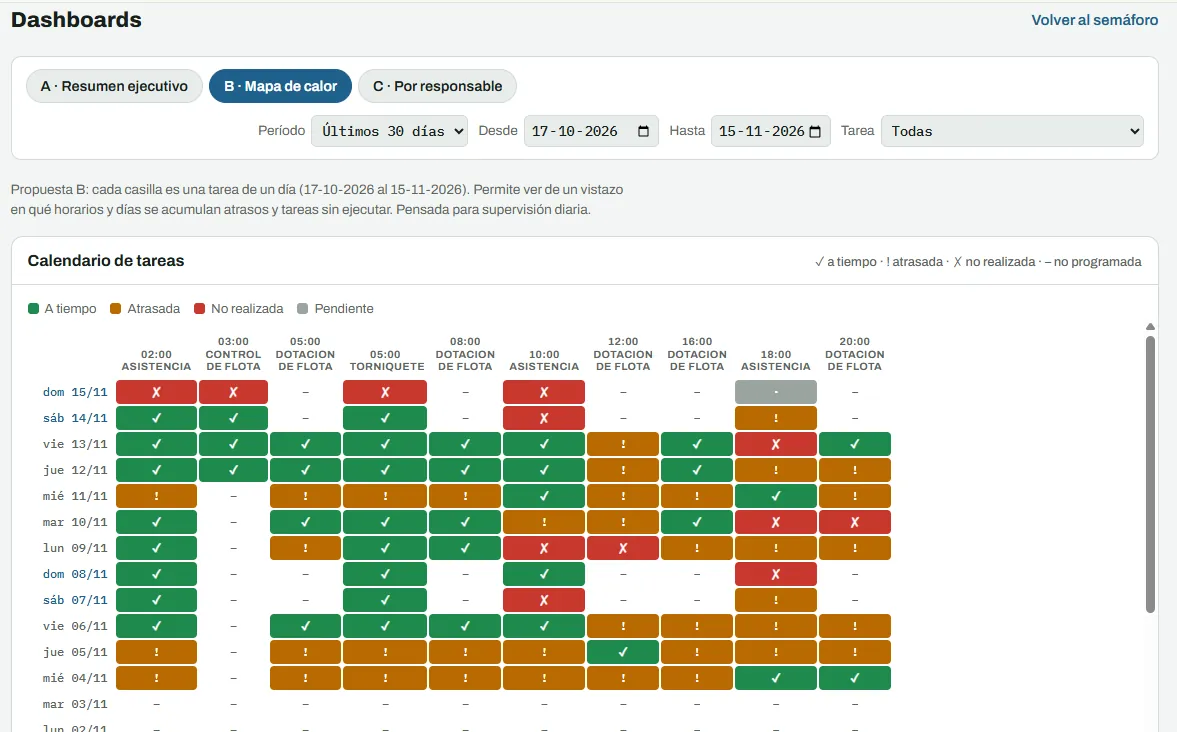 Dashboards
Volver al semáforo
A · Resumen ejecutivo B · Mapa de calor C · Por responsable
Período Últimos 30 días Desde 17-10-2026 Hasta 15-11-2026 Tarea Todas
Propuesta B: cada casilla es una tarea de un día (17-10-2026 al 15-11-2026). Permite ver de un vistazo
en qué horarios y días se acumulan atrasos y tareas sin ejecutar. Pensada para supervisión diaria.
Calendario de tareas
✓ a tiempo · ! atrasada · ✗ no realizada · – no programada
A tiempo Atrasada No realizada Pendiente
02:00 ASISTENCIA
03:00 CONTROL DE FLOTA
05:00 DOTACION DE FLOTA
05:00 TORNIQUETE
08:00 DOTACION DE FLOTA
10:00 ASISTENCIA
12:00 DOTACION DE FLOTA
16:00 DOTACION DE FLOTA
18:00 ASISTENCIA
20:00 DOTACION DE FLOTA
dom 15/11 ✗ ✗ – ✗ – ✗ – – · –
sáb 14/11 ✓ ✓ – ✓ – ✗ – – ! –
vie 13/11 ✓ ✓ ✓ ✓ ✓ ✓ ! ✓ ✗ ✓
jue 12/11 ✓ ✓ ✓ ✓ ✓ ✓ ! ✓ ! !
mié 11/11 ! – ! ! ! ✓ ! ! ✓ !
mar 10/11 ✓ – ✓ ✓ ✓ ! ! ✓ ✗ ✗
lun 09/11 ✓ – ! ✓ ✓ ✗ ✗ ! ! !
dom 08/11 ✓ – – ✓ – ✓ – – ✗ –
sáb 07/11 ✓ – – ✓ – ✗ – – ! –
vie 06/11 ✓ – ✓ ✓ ✓ ✓ ! ! ! !
jue 05/11 ! – ! ! ! ! ✓ ! ! !
mié 04/11 ! – ! ! ! ! ! ! ✓ ✓
mar 03/11 – – – – – – – – – –
lun 02/11 – – – – – – – – – –